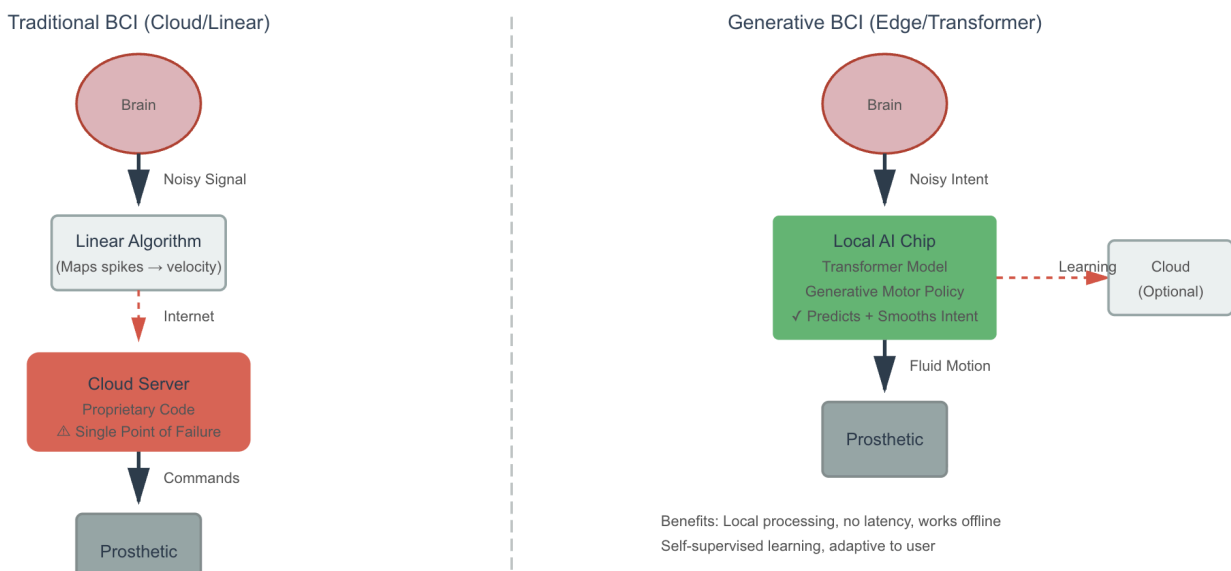 Traditional BCI (Cloud/Linear)
Brain
Noisy Signal
Linear Algorithm
(Maps spikes → velocity)
Internet
Cloud Server
Proprietary Code
⚠ Single Point of Failure
Commands
Prosthetic
Generative BCI (Edge/Transformer)
Brain
Noisy Intent
Local AI Chip
Transformer Model
Generative Motor Policy
✓ Predicts + Smooths Intent
Learning
Cloud
(Optional)
Fluid Motion
Prosthetic
Benefits: Local processing, no latency, works offline
Self-supervised learning, adaptive to user